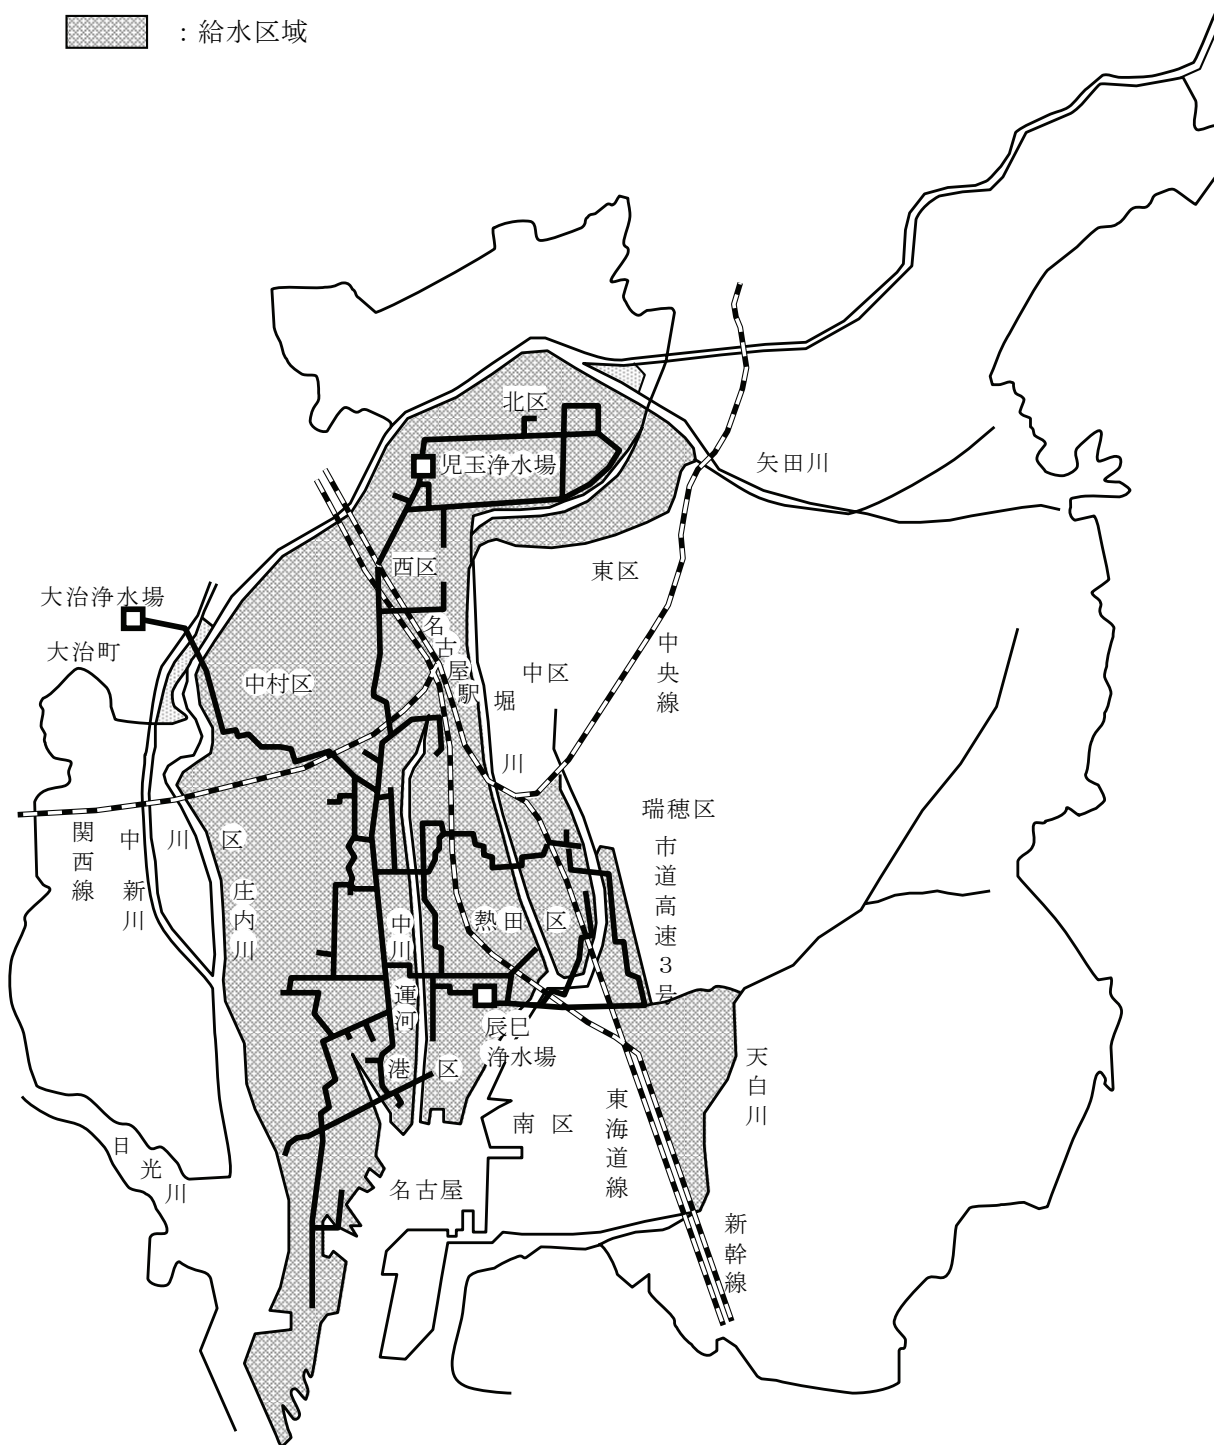 ：給水区域
北区
児玉浄水場
矢田川
西区
東区
大治浄水場
大治町
名古屋駅
中村区
中区
中央線
堀川
瑞穂区
関西線
中川区
新川
庄内川
市道高速３号
熱田区
中川運河
辰巳
浄水場
港区
天白川
南区
東海道線
日光川
名古屋
新幹線